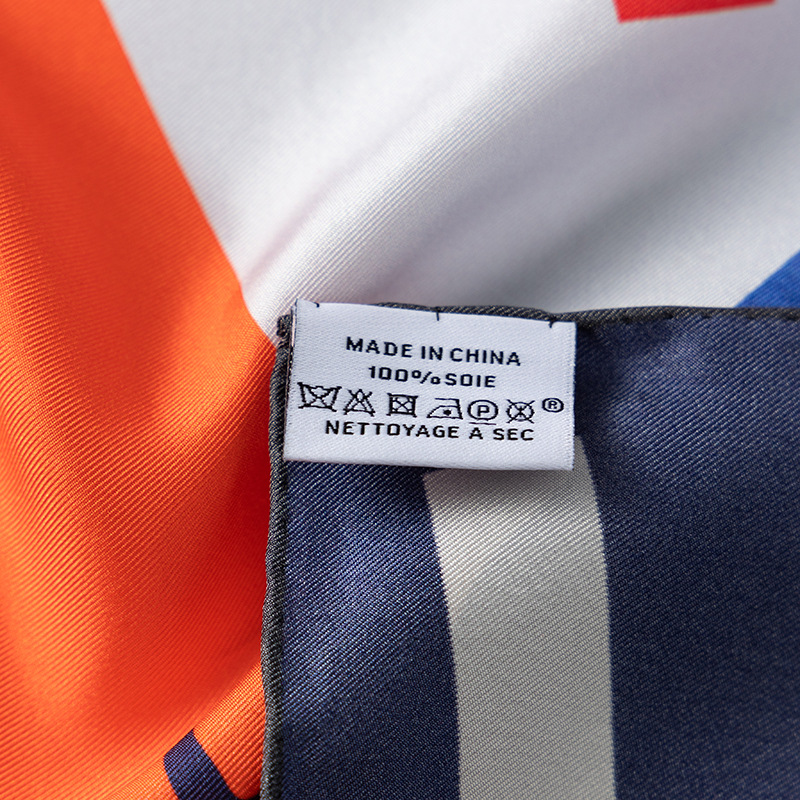 MADE IN CHINA
100%SOIE
P ®
NETTOYAGE A SEC